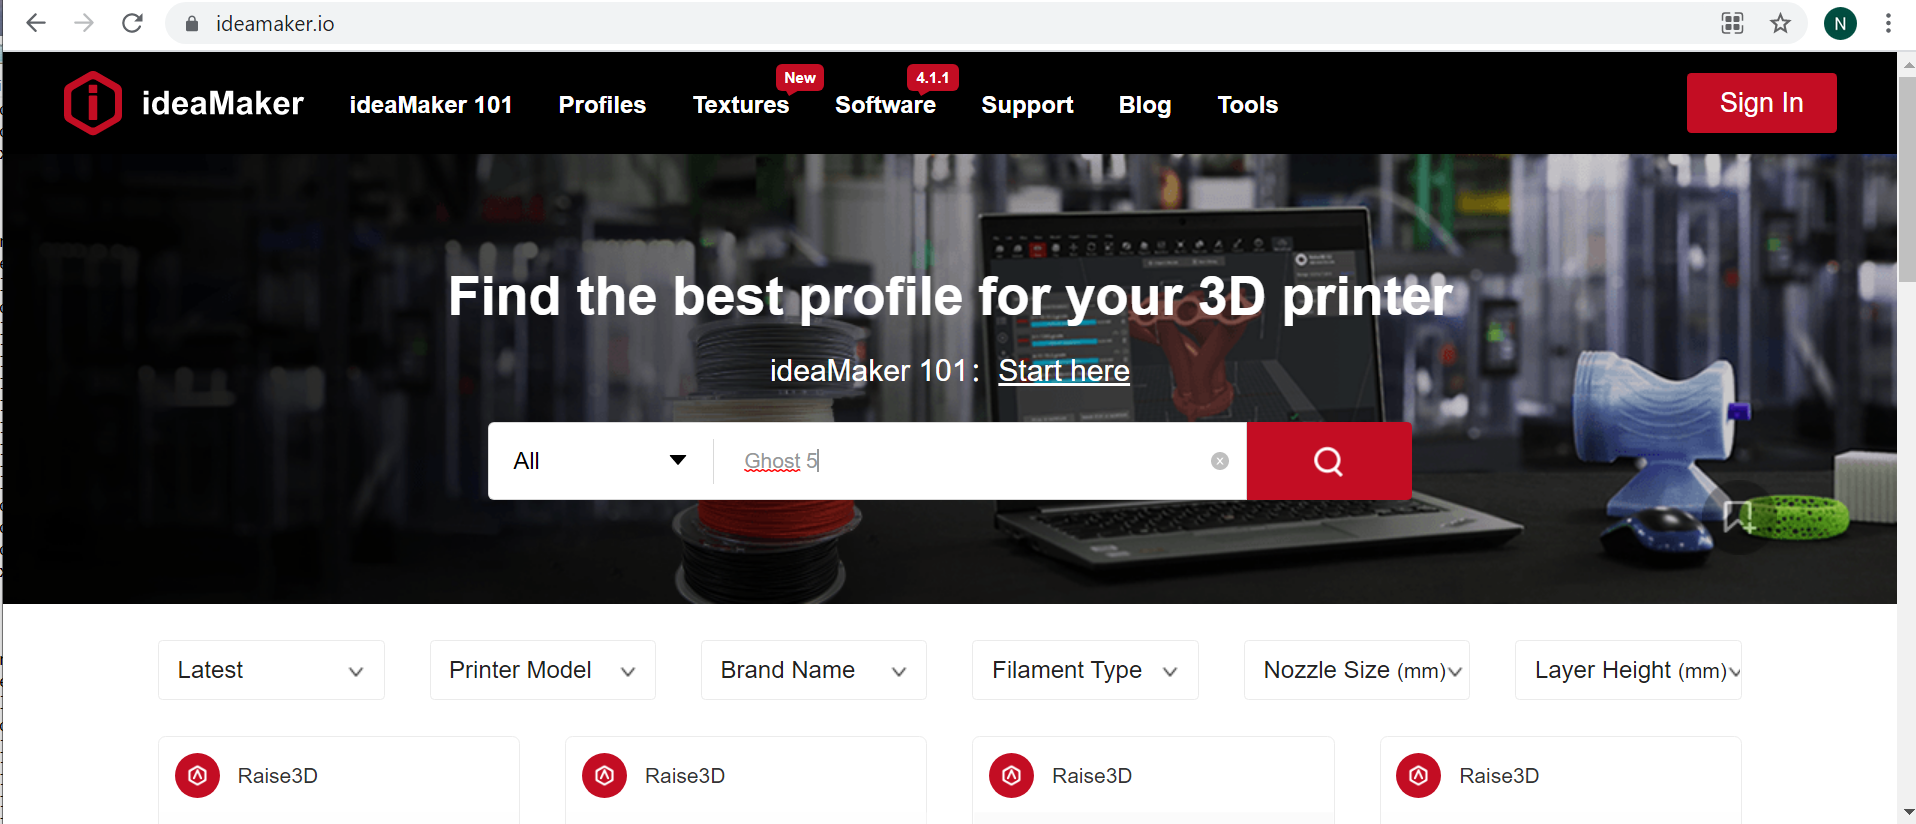 ideamaker.io
N
ideaMaker
ideaMaker 101
Profiles
Textures
New
Software
4.1.1
Support
Blog
Tools
Sign In
Find the best profile for your 3D printer
ideaMaker 101: Start here
All
Ghost 5
Latest
Printer Model
Brand Name
Filament Type
Nozzle Size (mm)
Layer Height (mm)
Raise3D
Raise3D
Raise3D
Raise3D